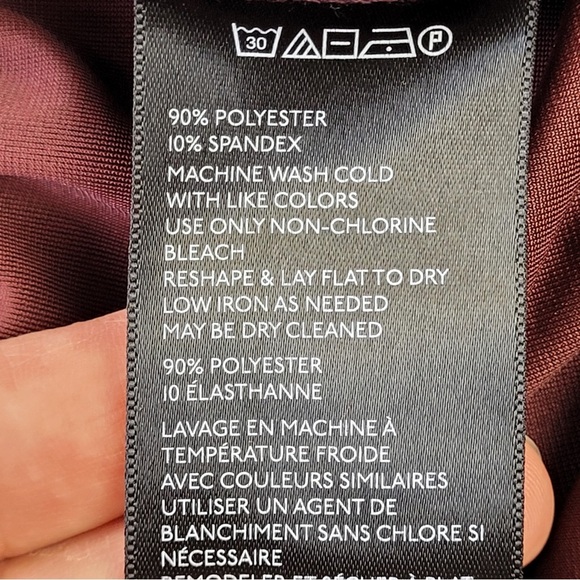 30 P
90% POLYESTER
10% SPANDEX
MACHINE WASH COLD
WITH LIKE COLORS
USE ONLY NON-CHLORINE
BLEACH
RESHAPE & LAY FLAT TO DRY
LOW IRON AS NEEDED
MAY BE DRY CLEANED
90% POLYESTER
10 ÉLASTHANNE
LAVAGE EN MACHINE À
TEMPÉRATURE FROIDE
AVEC COULEURS SIMILAIRES
UTILISER UN AGENT DE
BLANCHIMENT SANS CHLORE SI
NÉCESSAIRE